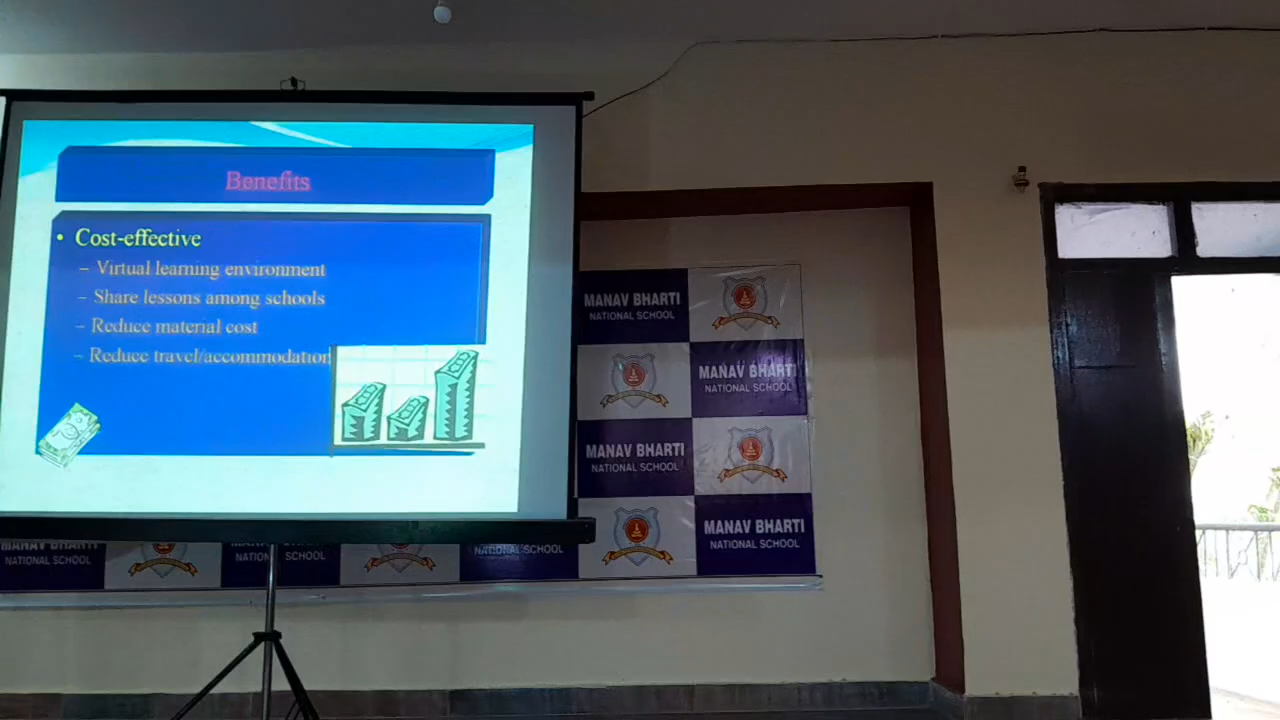 Benefits
• Cost-effective
– Virtual learning environment
– Share lessons among schools
– Reduce material cost
– Reduce travel/accommodation
MANAV BHARTI
NATIONAL SCHOOL
MANAV BHARTI
NATIONAL SCHOOL
MANAV BHARTI
NATIONAL SCHOOL
MANAV BHARTI
NATIONAL SCHOOL
MANAV BHARTI
NATIONAL SCHOOL
SCHOOL
NATIONAL SCHOOL